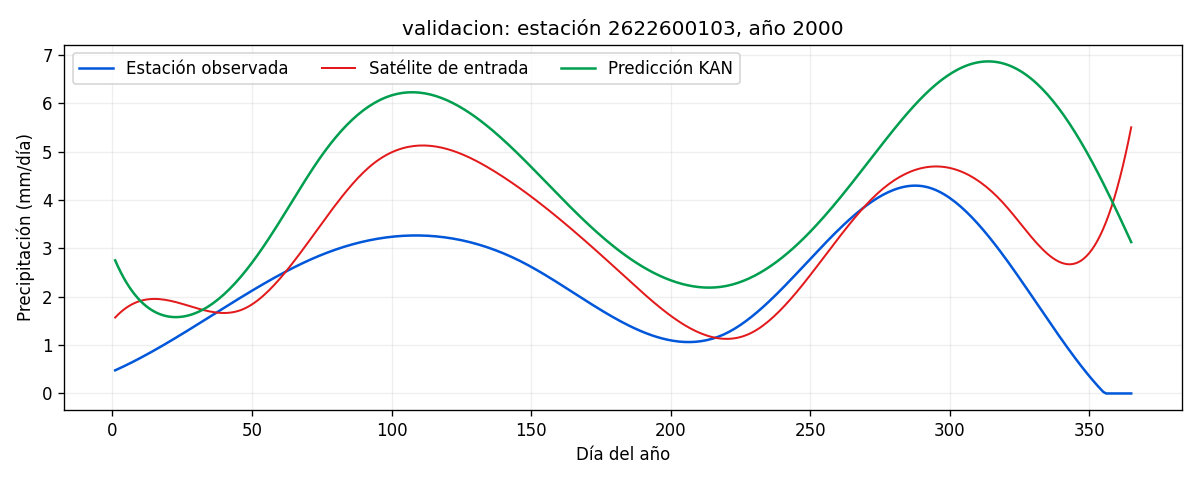 validacion: estación 2622600103, año 2000
Estación observada
Satélite de entrada
Predicción KAN
Precipitación (mm/día)
7
6
5
4
3
2
1
0
0 50 100 150 200 250 300 350
Día del año